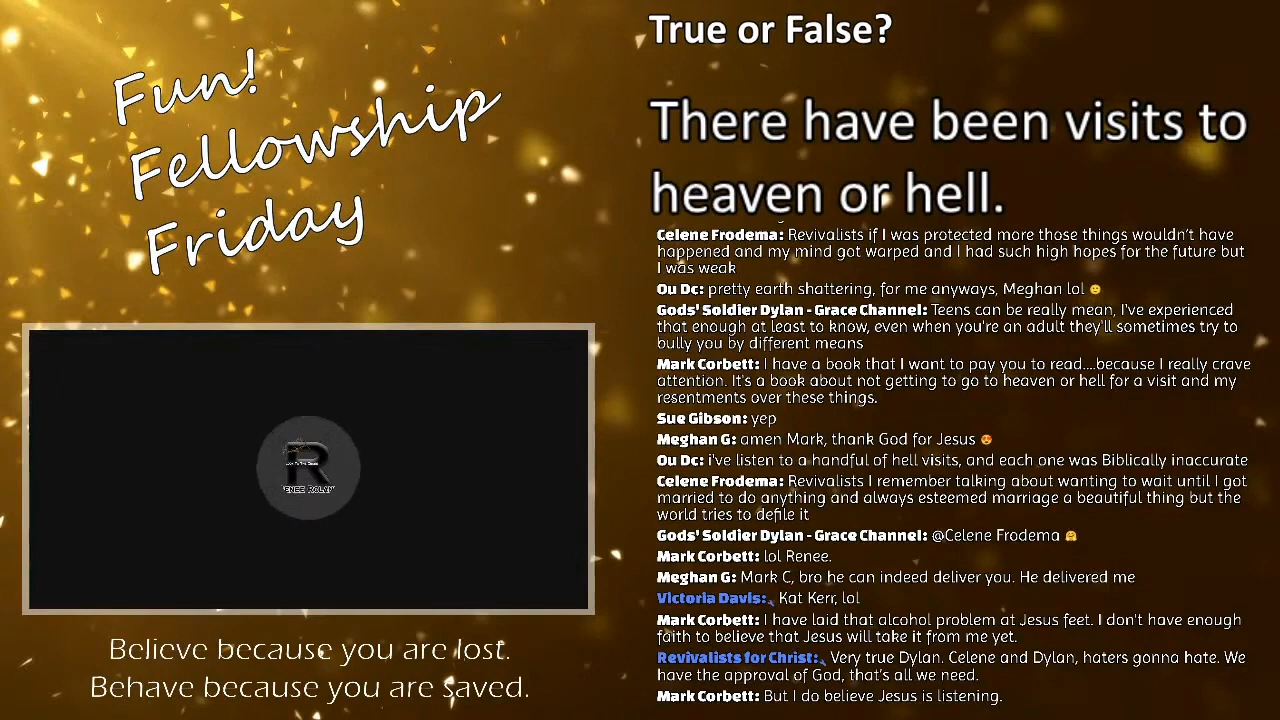 Fun!
Fellowship
Friday
True or False?
There have been visits to
heaven or hell.
Celene Frodema: Revivalists if I was protected more those things wouldn't have
happened and my mind got warped and I had such high hopes for the future but
I was weak
Ou Dc: pretty earth shattering, for me anyways, Meghan lol 🙂
Gods' Soldier Dylan - Grace Channel: Teens can be really mean, I've experienced
that enough at least to know, even when you're an adult they'll sometimes try to
bully you by different means
Mark Corbett: I have a book that I want to pay you to read....because I really crave
attention. It's a book about not getting to go to heaven or hell for a visit and my
resentments over these things.
Sue Gibson: yep
Meghan G: amen Mark, thank God for Jesus 😍
Ou Dc: i've listen to a handful of hell visits, and each one was Biblically inaccurate
Celene Frodema: Revivalists I remember talking about wanting to wait until I got
married to do anything and always esteemed marriage a beautiful thing but the
world tries to defile it
Gods' Soldier Dylan - Grace Channel: @Celene Frodema 🤗
Mark Corbett: lol Renee.
Meghan G: Mark C, bro he can indeed deliver you. He delivered me
Victoria Davis: Kat Kerr, lol
Mark Corbett: I have laid that alcohol problem at Jesus feet. I don't have enough
faith to believe that Jesus will take it from me yet.
Revivalists for Christ: Very true Dylan. Celene and Dylan, haters gonna hate. We
have the approval of God, that's all we need.
Mark Corbett: But I do believe Jesus is listening.
R
Believe because you are lost.
Behave because you are saved.